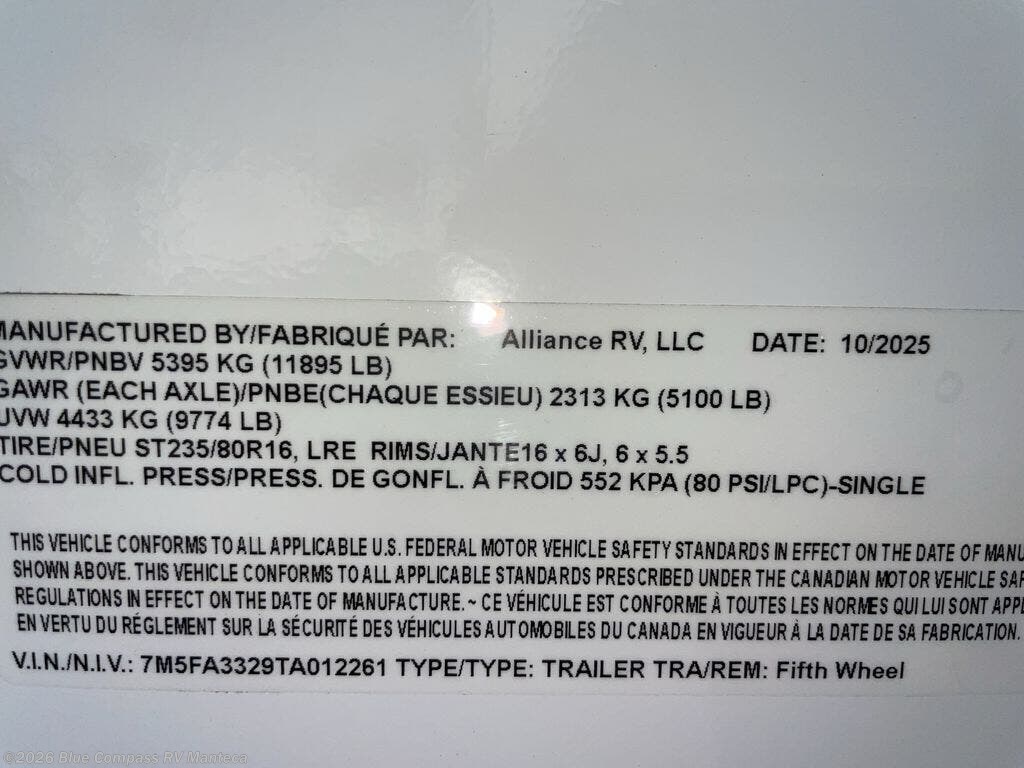 MANUFACTURED BY/FABRIQUÉ PAR: Alliance RV, LLC DATE: 10/2025
GVWR/PNBV 5395 KG (11895 LB)
GAWR (EACH AXLE)/PNBE(CHAQUE ESSIEU) 2313 KG (5100 LB)
UVW 4433 KG (9774 LB)
TIRE/PNEU ST235/80R16, LRE RIMS/JANTE16 x 6J, 6 x 5.5
COLD INFL. PRESS/PRESS. DE GONFL. À FROID 552 KPA (80 PSI/LPC)-SINGLE
THIS VEHICLE CONFORMS TO ALL APPLICABLE U.S. FEDERAL MOTOR VEHICLE SAFETY STANDARDS IN EFFECT ON THE DATE OF MANU
SHOWN ABOVE. THIS VEHICLE CONFORMS TO ALL APPLICABLE STANDARDS PRESCRIBED UNDER THE CANADIAN MOTOR VEHICLE SAF
REGULATIONS IN EFFECT ON THE DATE OF MANUFACTURE. ~ CE VÉHICULE EST CONFORME À TOUTES LES NORMES QUI LUI SONT APPL
EN VERTU DU RÉGLEMENT SUR LA SÉCURITÉ DES VÉHICULES AUTOMOBILES DU CANADA EN VIGUEUR À LA DATE DE SA FABRICATION.
V.I.N./N.I.V.: 7M5FA3329TA012261 TYPE/TYPE: TRAILER TRA/REM: Fifth Wheel
©2026 Blue Compass RV Manteca